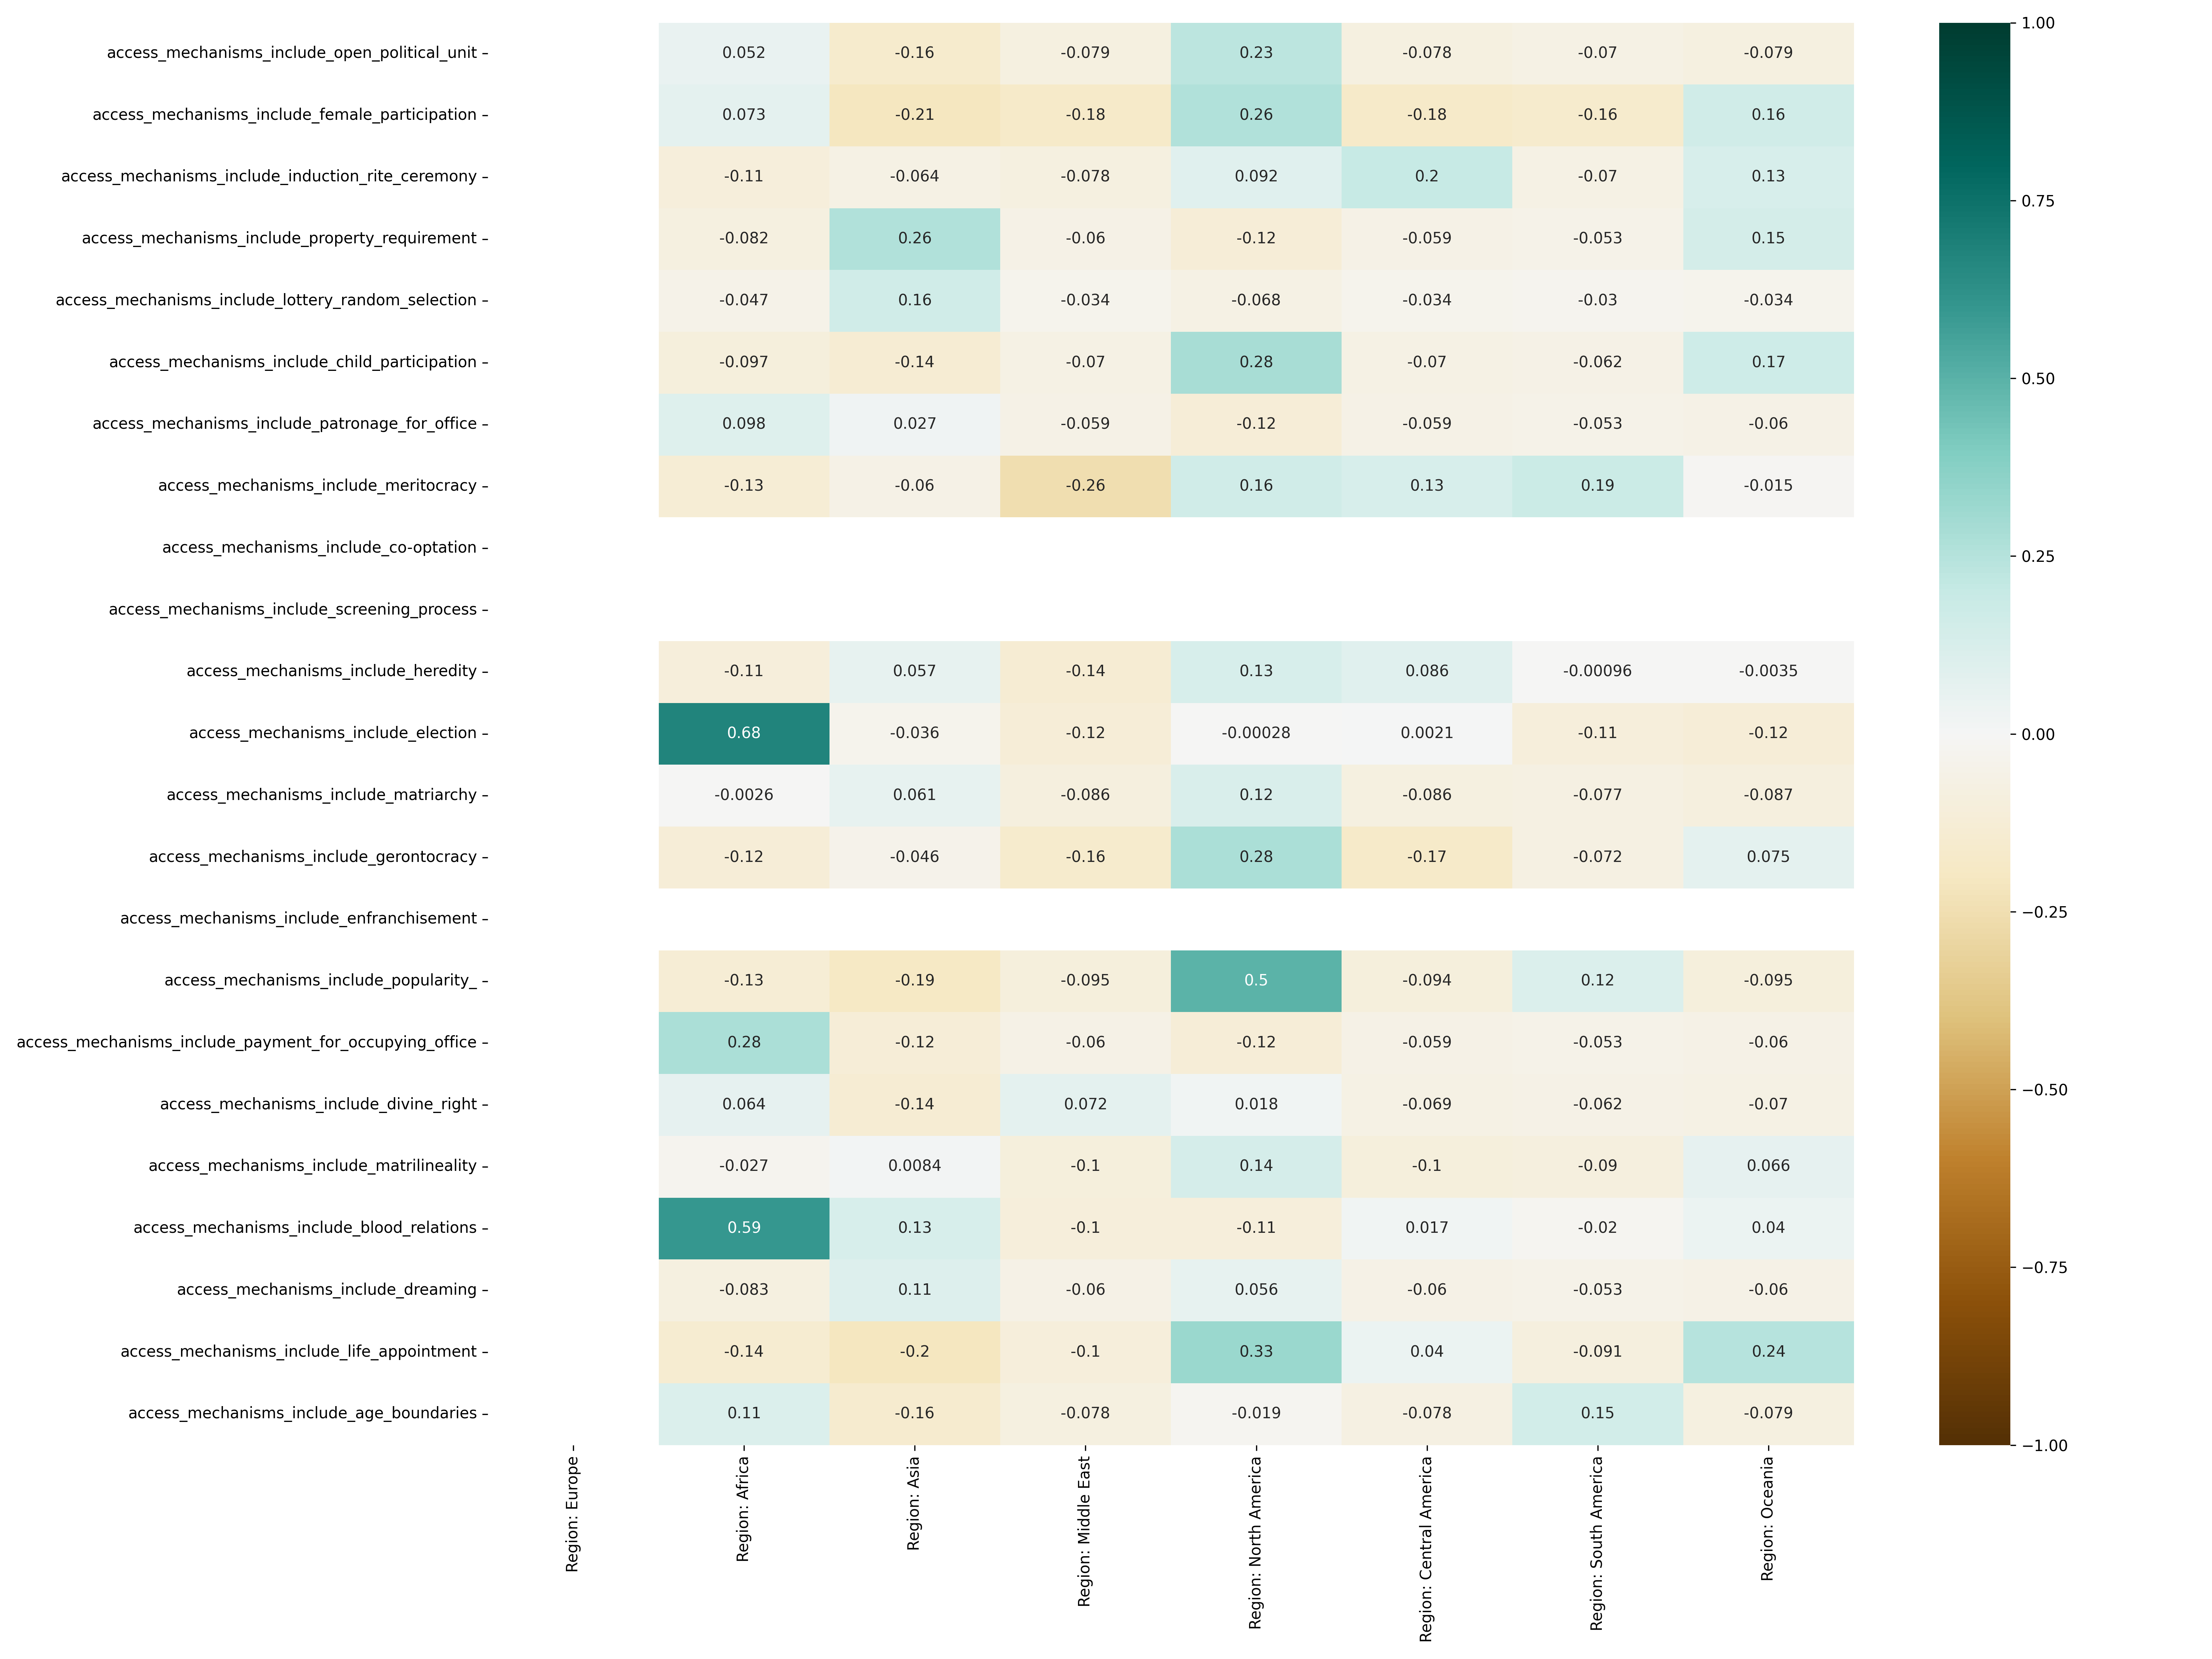 access_mechanisms_include_open_political_unit 0.052 -0.16 -0.079 0.23 -0.078 -0.07 -0.079
access_mechanisms_include_female_participation 0.073 -0.21 -0.18 0.26 -0.18 -0.16 0.16
access_mechanisms_include_induction_rite_ceremony -0.11 -0.064 -0.078 0.092 0.2 -0.07 0.13
access_mechanisms_include_property_requirement -0.082 0.26 -0.06 -0.12 -0.059 -0.053 0.15
access_mechanisms_include_lottery_random_selection -0.047 0.16 -0.034 -0.068 -0.034 -0.03 -0.034
access_mechanisms_include_child_participation -0.097 -0.14 -0.07 0.28 -0.07 -0.062 0.17
access_mechanisms_include_patronage_for_office 0.098 0.027 -0.059 -0.12 -0.059 -0.053 -0.06
access_mechanisms_include_meritocracy -0.13 -0.06 -0.26 0.16 0.13 0.19 -0.015
access_mechanisms_include_co-optation
access_mechanisms_include_screening_process
access_mechanisms_include_heredity -0.11 0.057 -0.14 0.13 0.086 -0.00096 -0.0035
access_mechanisms_include_election 0.68 -0.036 -0.12 -0.00028 0.0021 -0.11 -0.12
access_mechanisms_include_matriarchy -0.0026 0.061 -0.086 0.12 -0.086 -0.077 -0.087
access_mechanisms_include_gerontocracy -0.12 -0.046 -0.16 0.28 -0.17 -0.072 0.075
access_mechanisms_include_enfranchisement
access_mechanisms_include_popularity_ -0.13 -0.19 -0.095 0.5 -0.094 0.12 -0.095
access_mechanisms_include_payment_for_occupying_office 0.28 -0.12 -0.06 -0.12 -0.059 -0.053 -0.06
access_mechanisms_include_divine_right 0.064 -0.14 0.072 0.018 -0.069 -0.062 -0.07
access_mechanisms_include_matrilineality -0.027 0.0084 -0.1 0.14 -0.1 -0.09 0.066
access_mechanisms_include_blood_relations 0.59 0.13 -0.1 -0.11 0.017 -0.02 0.04
access_mechanisms_include_dreaming -0.083 0.11 -0.06 0.056 -0.06 -0.053 -0.06
access_mechanisms_include_life_appointment -0.14 -0.2 -0.1 0.33 0.04 -0.091 0.24
access_mechanisms_include_age_boundaries 0.11 -0.16 -0.078 -0.019 -0.078 0.15 -0.079
Region: Europe
Region: Africa
Region: Asia
Region: Middle East
Region: North America
Region: Central America
Region: South America
Region: Oceania
1.00
0.75
0.50
0.25
0.00
−0.25
−0.50
−0.75
−1.00